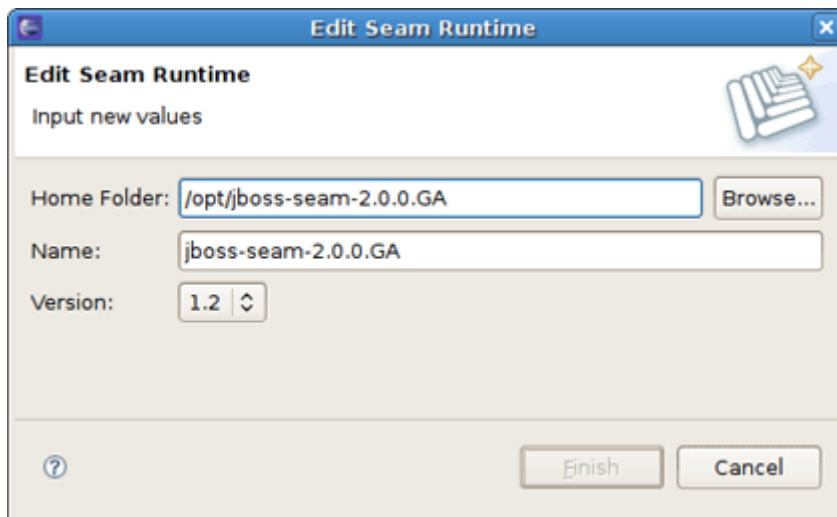 Edit Seam Runtime
Edit Seam Runtime
Input new values
Home Folder: /opt/jboss-seam-2.0.0.GA Browse...
Name: jboss-seam-2.0.0.GA
Version: 1.2
? Finish Cancel